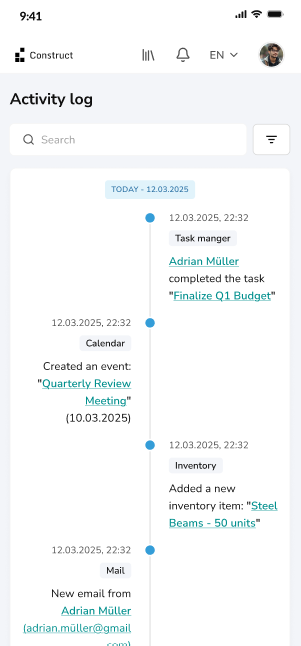 9:41
Construct
EN
Activity log
Search
TODAY - 12.03.2025
12.03.2025, 22:32
Task manger
Adrian Müller
completed the task
"Finalize Q1 Budget"
12.03.2025, 22:32
Calendar
Created an event:
"Quarterly Review
Meeting"
(10.03.2025)
12.03.2025, 22:32
Inventory
Added a new
inventory item: "Steel
Beams - 50 units"
12.03.2025, 22:32
Mail
New email from
Adrian Müller
(adrian.müller@gmail
.com)